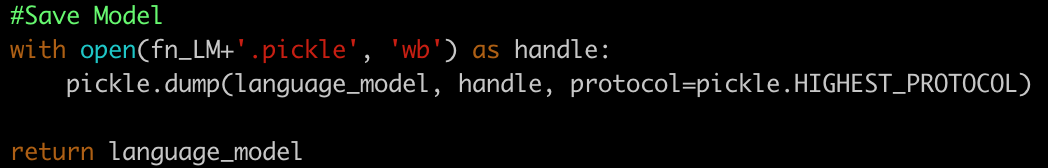 #Save Model
with open(fn_LM+'.pickle', 'wb') as handle:
    pickle.dump(language_model, handle, protocol=pickle.HIGHEST_PROTOCOL)
return language_model